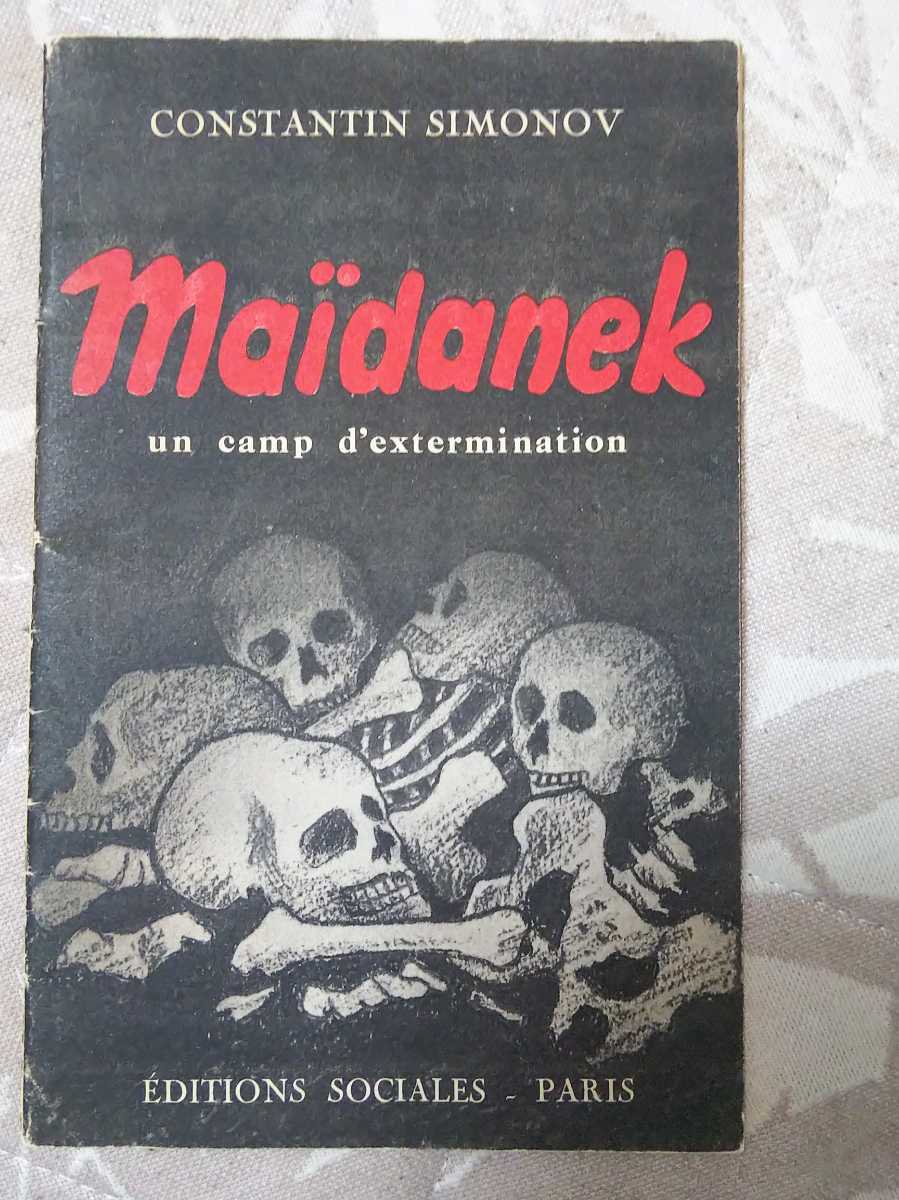 CONSTANTIN SIMONOV
Maïdanek
un camp d'extermination
ÉDITIONS SOCIALES - PARIS